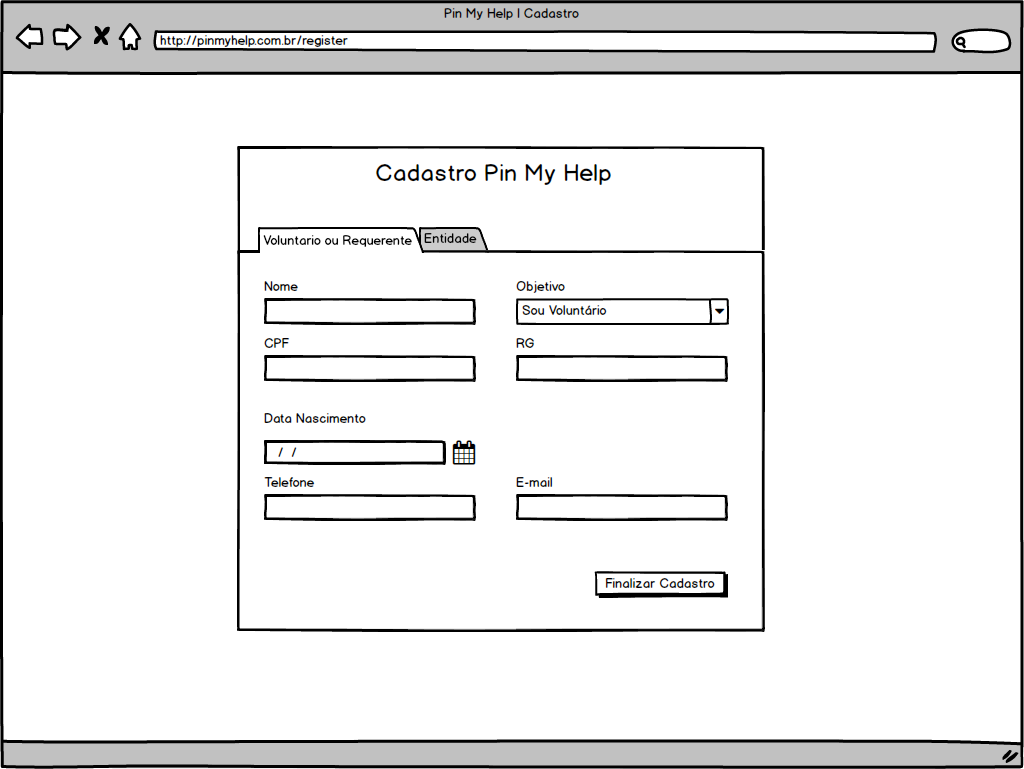 Pin My Help | Cadastro
http://pinmyhelp.com.br/register
Cadastro Pin My Help
Voluntario ou Requerente
Entidade
Nome
Objetivo
Sou Voluntário
CPF
RG
Data Nascimento
/ /
Telefone
E-mail
Finalizar Cadastro